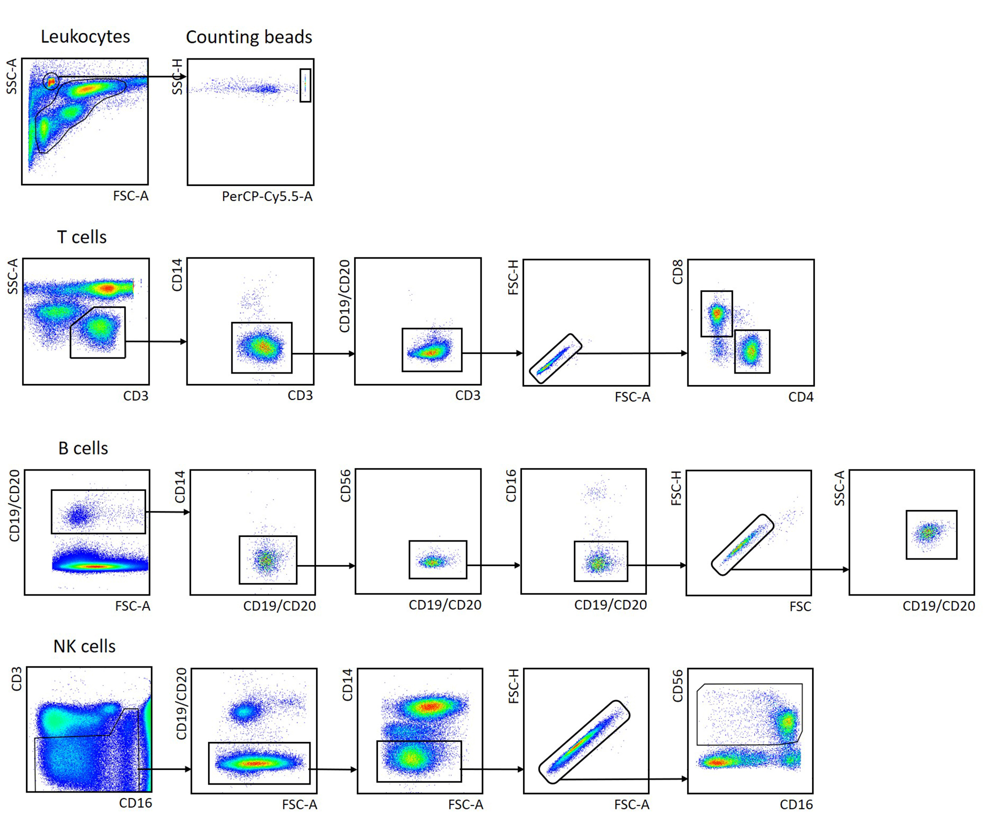 Leukocytes
Counting beads
SSC-A
SSC-H
FSC-A
PerCP-Cy5.5-A
T cells
SSC-A
CD14
CD19/CD20
FSC-H
CD8
CD3
CD3
CD3
FSC-A
CD4
B cells
CD19/CD20
CD14
CD56
CD16
FSC-H
SSC-A
FSC-A
CD19/CD20
CD19/CD20
CD19/CD20
FSC
CD19/CD20
NK cells
CD3
CD19/CD20
CD14
FSC-H
CD56
CD16
FSC-A
FSC-A
FSC-A
CD16